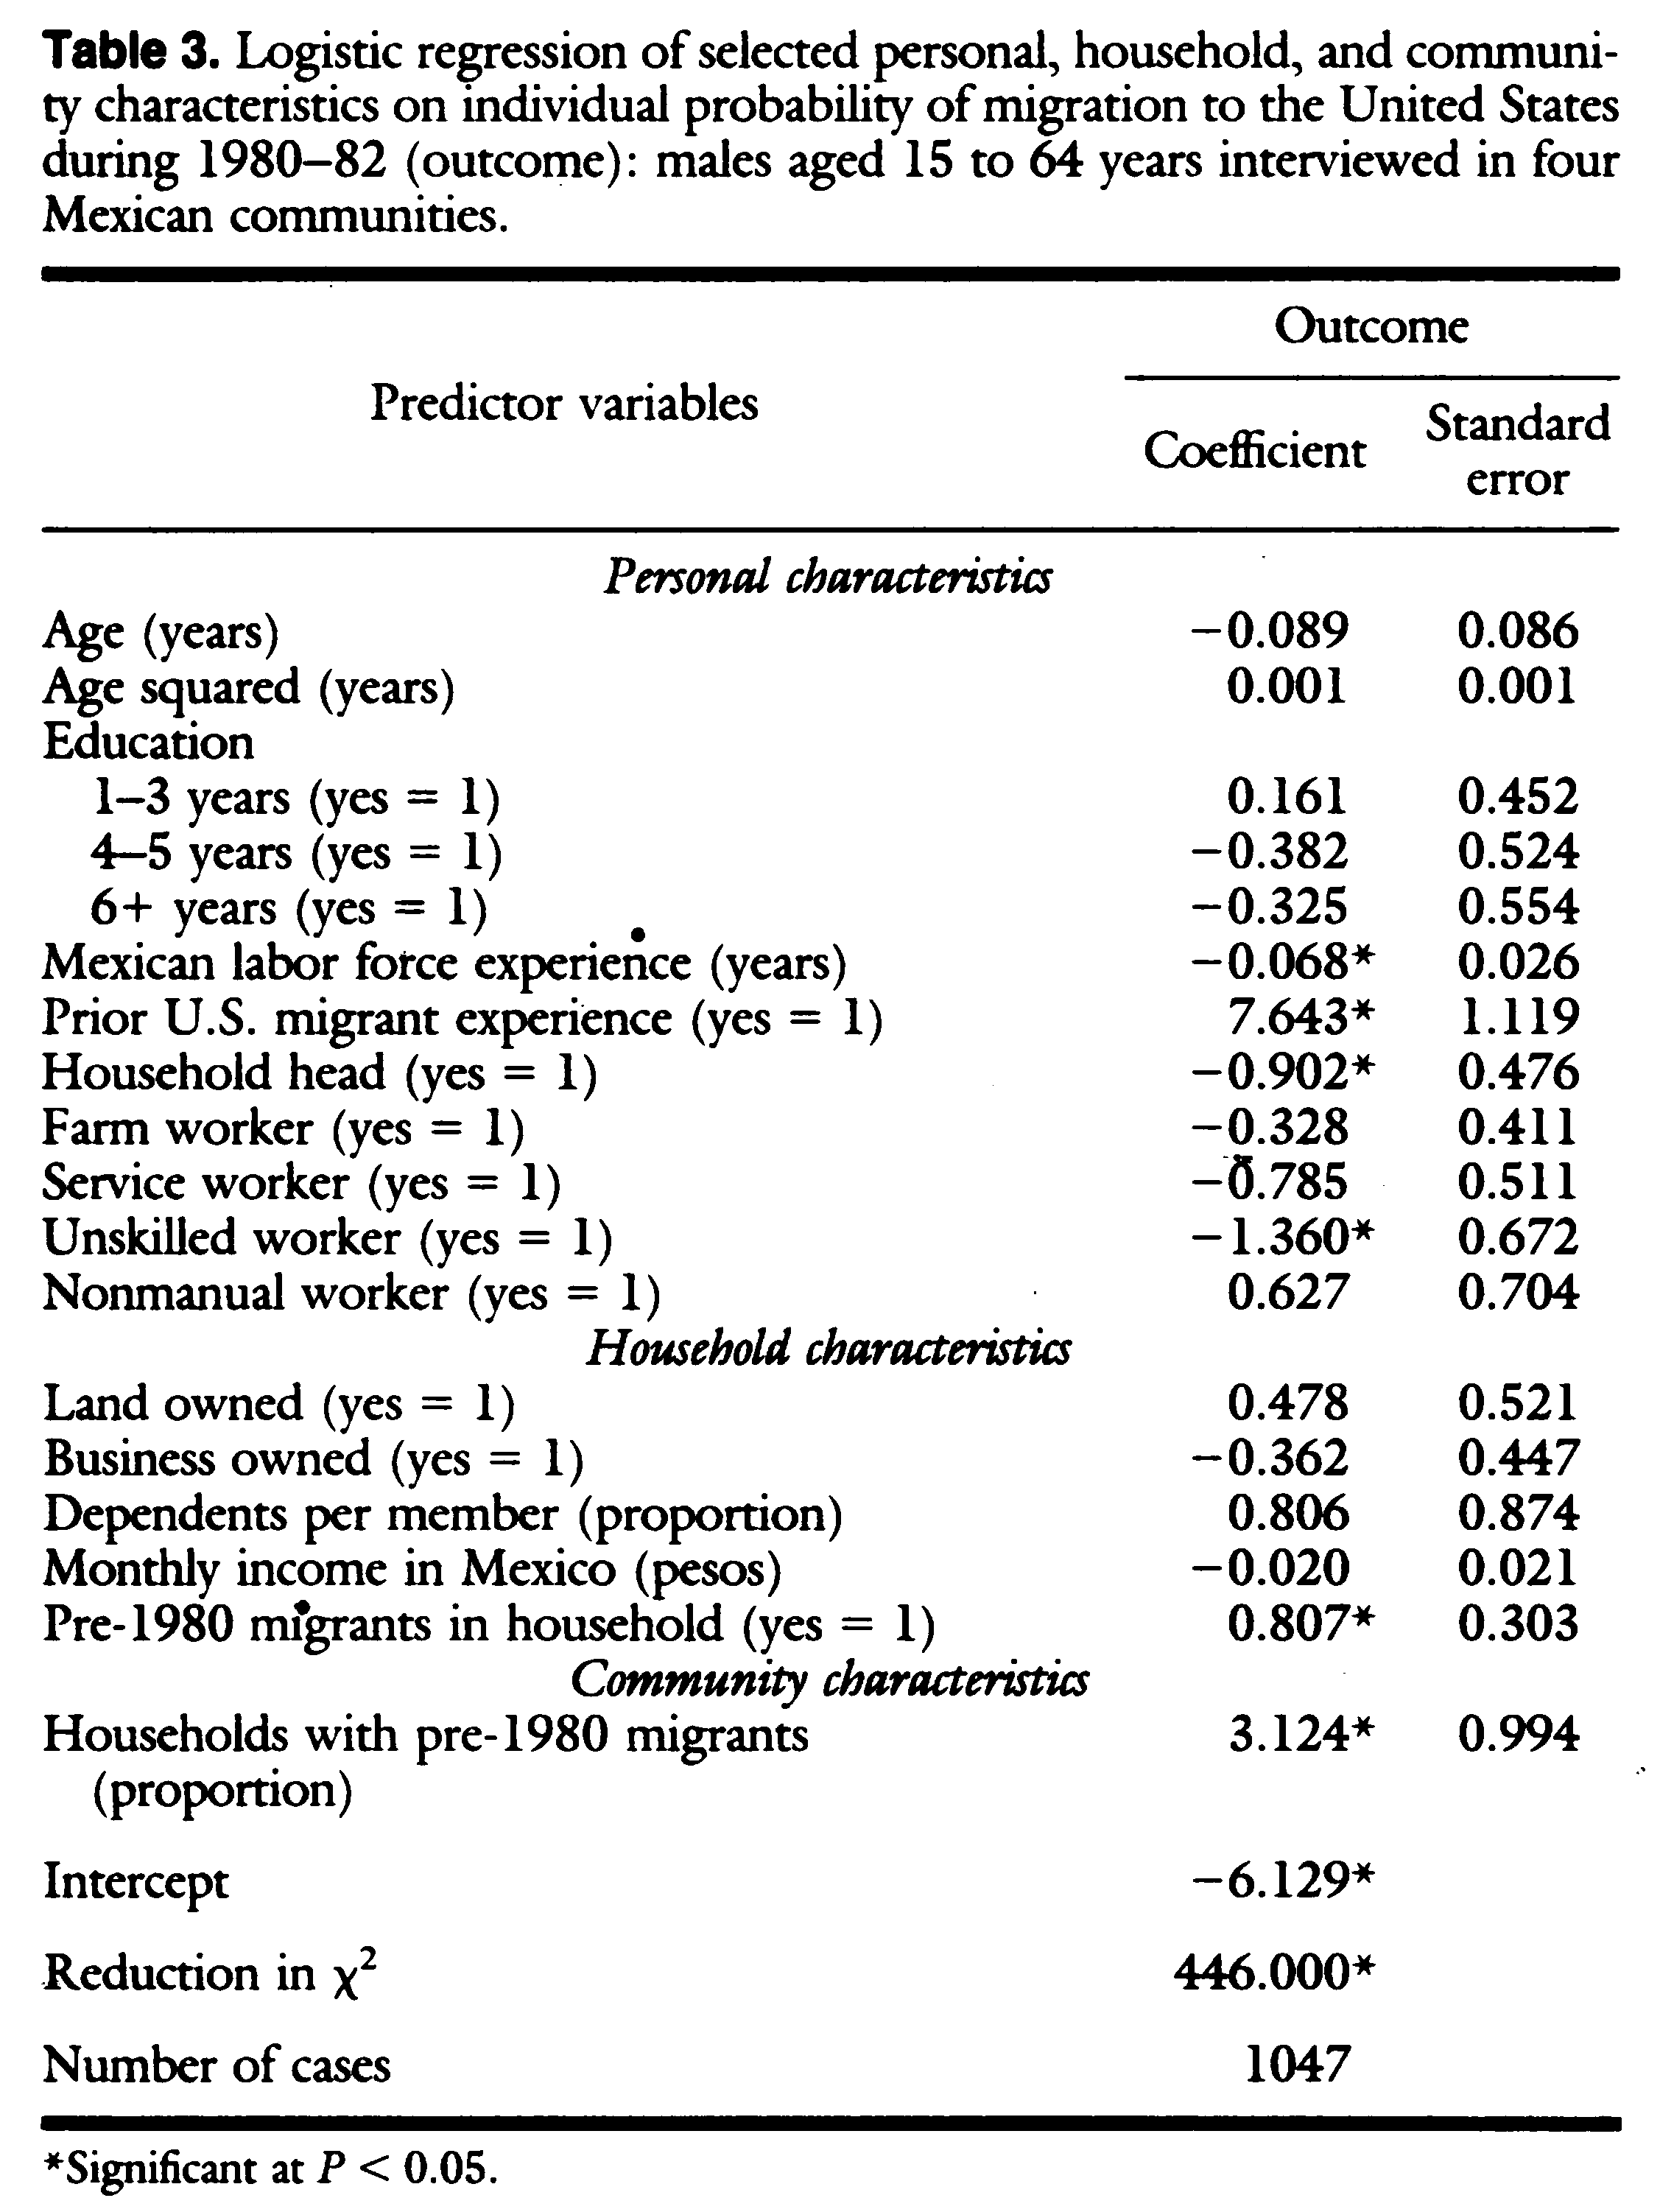 Table 3. Logistic regression of selected personal, household, and communi-
ty characteristics on individual probability of migration to the United States
during 1980–82 (outcome): males aged 15 to 64 years interviewed in four
Mexican communities.
Outcome
Predictor variables
Coefficient
Standard
error
Personal characteristics
Age (years) −0.089 0.086
Age squared (years) 0.001 0.001
Education
1–3 years (yes = 1) 0.161 0.452
4–5 years (yes = 1) −0.382 0.524
6+ years (yes = 1) −0.325 0.554
Mexican labor force experience (years) −0.068* 0.026
Prior U.S. migrant experience (yes = 1) 7.643* 1.119
Household head (yes = 1) −0.902* 0.476
Farm worker (yes = 1) −0.328 0.411
Service worker (yes = 1) −0.785 0.511
Unskilled worker (yes = 1) −1.360* 0.672
Nonmanual worker (yes = 1) 0.627 0.704
Household characteristics
Land owned (yes = 1) 0.478 0.521
Business owned (yes = 1) −0.362 0.447
Dependents per member (proportion) 0.806 0.874
Monthly income in Mexico (pesos) −0.020 0.021
Pre-1980 migrants in household (yes = 1) 0.807* 0.303
Community characteristics
Households with pre-1980 migrants 3.124* 0.994
(proportion)
Intercept −6.129*
Reduction in χ² 446.000*
Number of cases 1047
*Significant at P < 0.05.